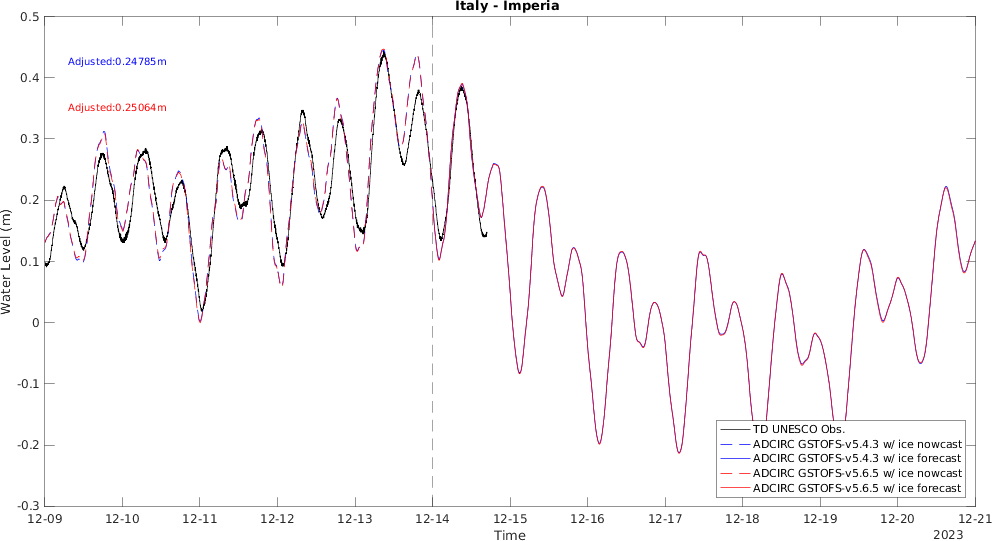 Italy - Imperia
0.5
0.4
0.3
0.2
0.1
0
-0.1
-0.2
-0.3
Water Level (m)
Adjusted:0.24785m
Adjusted:0.25064m
TD UNESCO Obs.
ADCIRC GSTOFS-v5.4.3 w/ ice nowcast
ADCIRC GSTOFS-v5.4.3 w/ ice forecast
ADCIRC GSTOFS-v5.6.5 w/ ice nowcast
ADCIRC GSTOFS-v5.6.5 w/ ice forecast
12-09 12-10 12-11 12-12 12-13 12-14 12-15 12-16 12-17 12-18 12-19 12-20 12-21
Time
2023